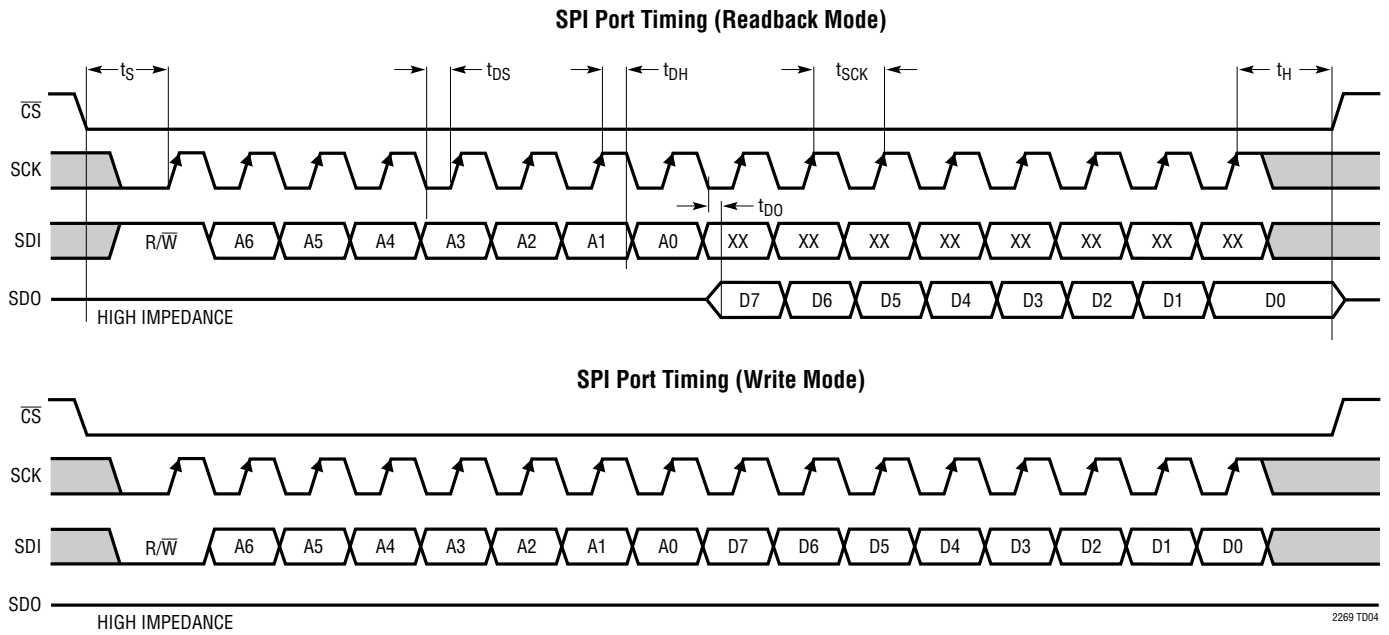 SPI Port Timing (Readback Mode)
tS tDS tDH tSCK tH
CS
SCK
tDO
SDI R/W A6 A5 A4 A3 A2 A1 A0 XX XX XX XX XX XX XX XX
SDO D7 D6 D5 D4 D3 D2 D1 D0
HIGH IMPEDANCE
SPI Port Timing (Write Mode)
CS
SCK
SDI R/W A6 A5 A4 A3 A2 A1 A0 D7 D6 D5 D4 D3 D2 D1 D0
SDO
HIGH IMPEDANCE
2269 TD04